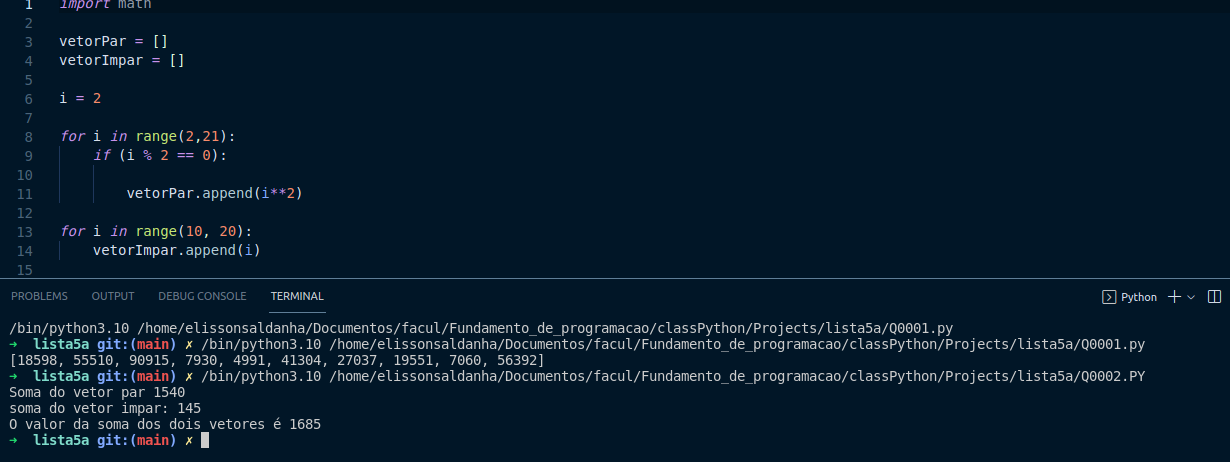 1 import math
2
3 vetorPar = []
4 vetorImpar = []
5
6 i = 2
7
8 for i in range(2,21):
9 if (i % 2 == 0):
10
11 vetorPar.append(i**2)
12
13 for i in range(10, 20):
14 vetorImpar.append(i)
15
PROBLEMS OUTPUT DEBUG CONSOLE TERMINAL Python
/bin/python3.10 /home/elissonsaldanha/Documentos/facul/Fundamento_de_programacao/classPython/Projects/lista5a/Q0001.py
➜ lista5a git:(main) ✗ /bin/python3.10 /home/elissonsaldanha/Documentos/facul/Fundamento_de_programacao/classPython/Projects/lista5a/Q0001.py
[18598, 55510, 90915, 7930, 4991, 41304, 27037, 19551, 7060, 56392]
➜ lista5a git:(main) ✗ /bin/python3.10 /home/elissonsaldanha/Documentos/facul/Fundamento_de_programacao/classPython/Projects/lista5a/Q0002.PY
Soma do vetor par 1540
soma do vetor impar: 145
O valor da soma dos dois vetores é 1685
➜ lista5a git:(main) ✗